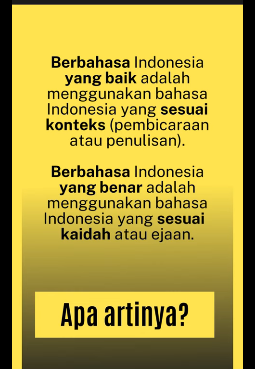 Berbahasa Indonesia
yang baik adalah
menggunakan bahasa
Indonesia yang sesuai
konteks (pembicaraan
atau penulisan).
Berbahasa Indonesia
yang benar adalah
menggunakan bahasa
Indonesia yang sesuai
kaidah atau ejaan.
Apa artinya?